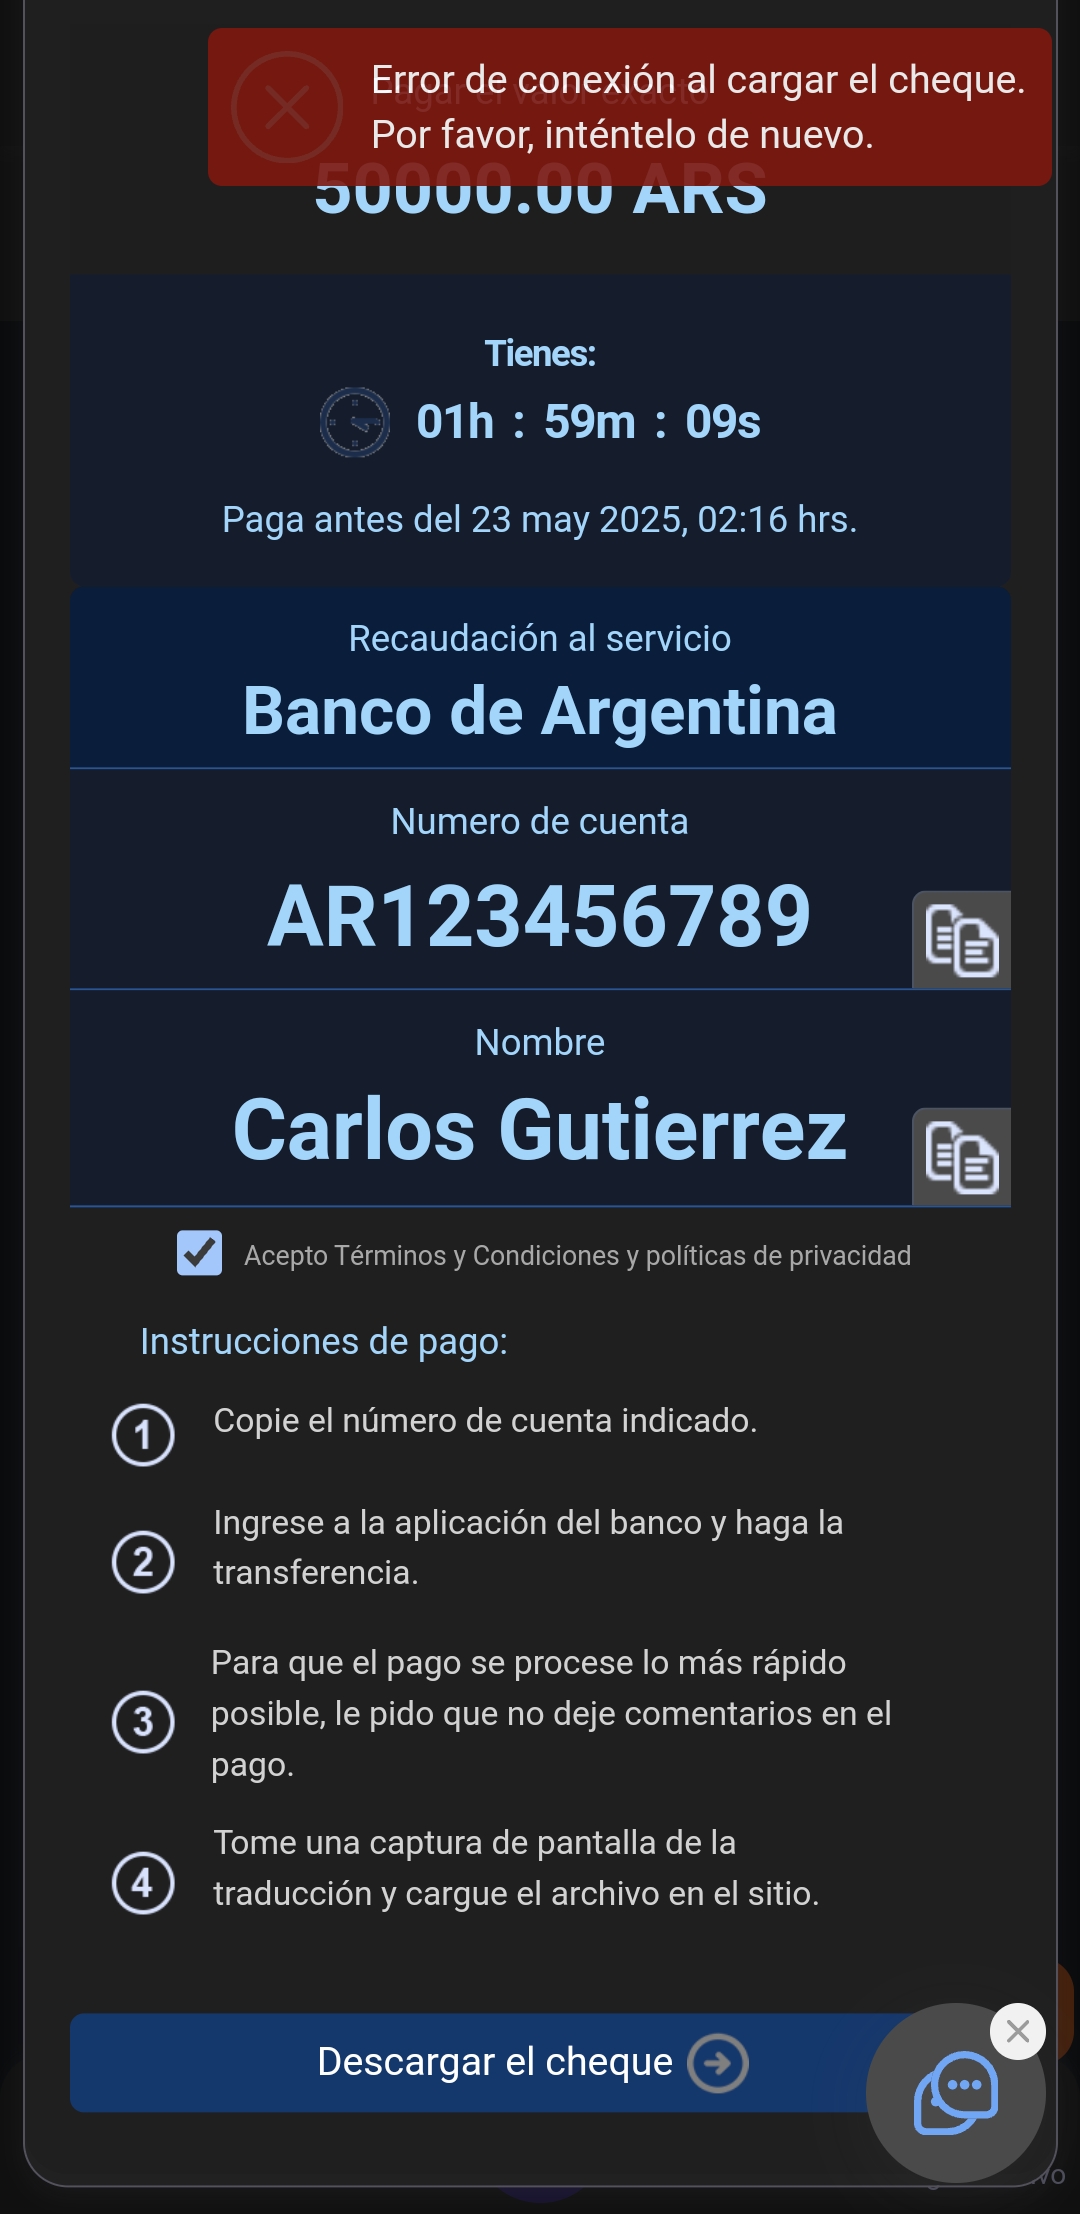 Error de conexión al cargar el cheque.
Por favor, inténtelo de nuevo.
Pagar el valor exacto
50000.00 ARS
Tienes:
01h : 59m : 09s
Paga antes del 23 may 2025, 02:16 hrs.
Recaudación al servicio
Banco de Argentina
Numero de cuenta
AR123456789
Nombre
Carlos Gutierrez
Acepto Términos y Condiciones y políticas de privacidad
Instrucciones de pago:
1 Copie el número de cuenta indicado.
2 Ingrese a la aplicación del banco y haga la
transferencia.
3 Para que el pago se procese lo más rápido
posible, le pido que no deje comentarios en el
pago.
4 Tome una captura de pantalla de la
traducción y cargue el archivo en el sitio.
Descargar el cheque